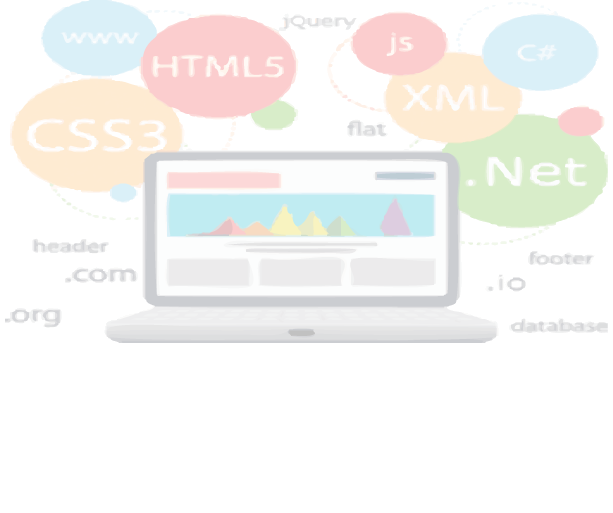 jQuery
www
js
C#
HTML5
XML
CSS3
flat
.Net
header
footer
.com
.io
.org
database